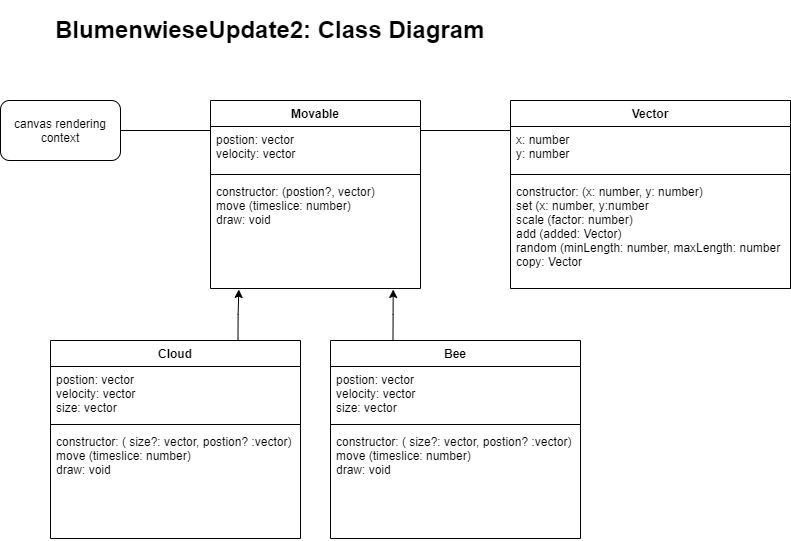 BlumenwieseUpdate2: Class Diagram
canvas rendering
context
Movable
postion: vector
velocity: vector
constructor: (postion?, vector)
move (timeslice: number)
draw: void
Vector
x: number
y: number
constructor: (x: number, y: number)
set (x: number, y:number
scale (factor: number)
add (added: Vector)
random (minLength: number, maxLength: number
copy: Vector
Cloud
postion: vector
velocity: vector
size: vector
constructor: ( size?: vector, postion? :vector)
move (timeslice: number)
draw: void
Bee
postion: vector
velocity: vector
size: vector
constructor: ( size?: vector, postion? :vector)
move (timeslice: number)
draw: void